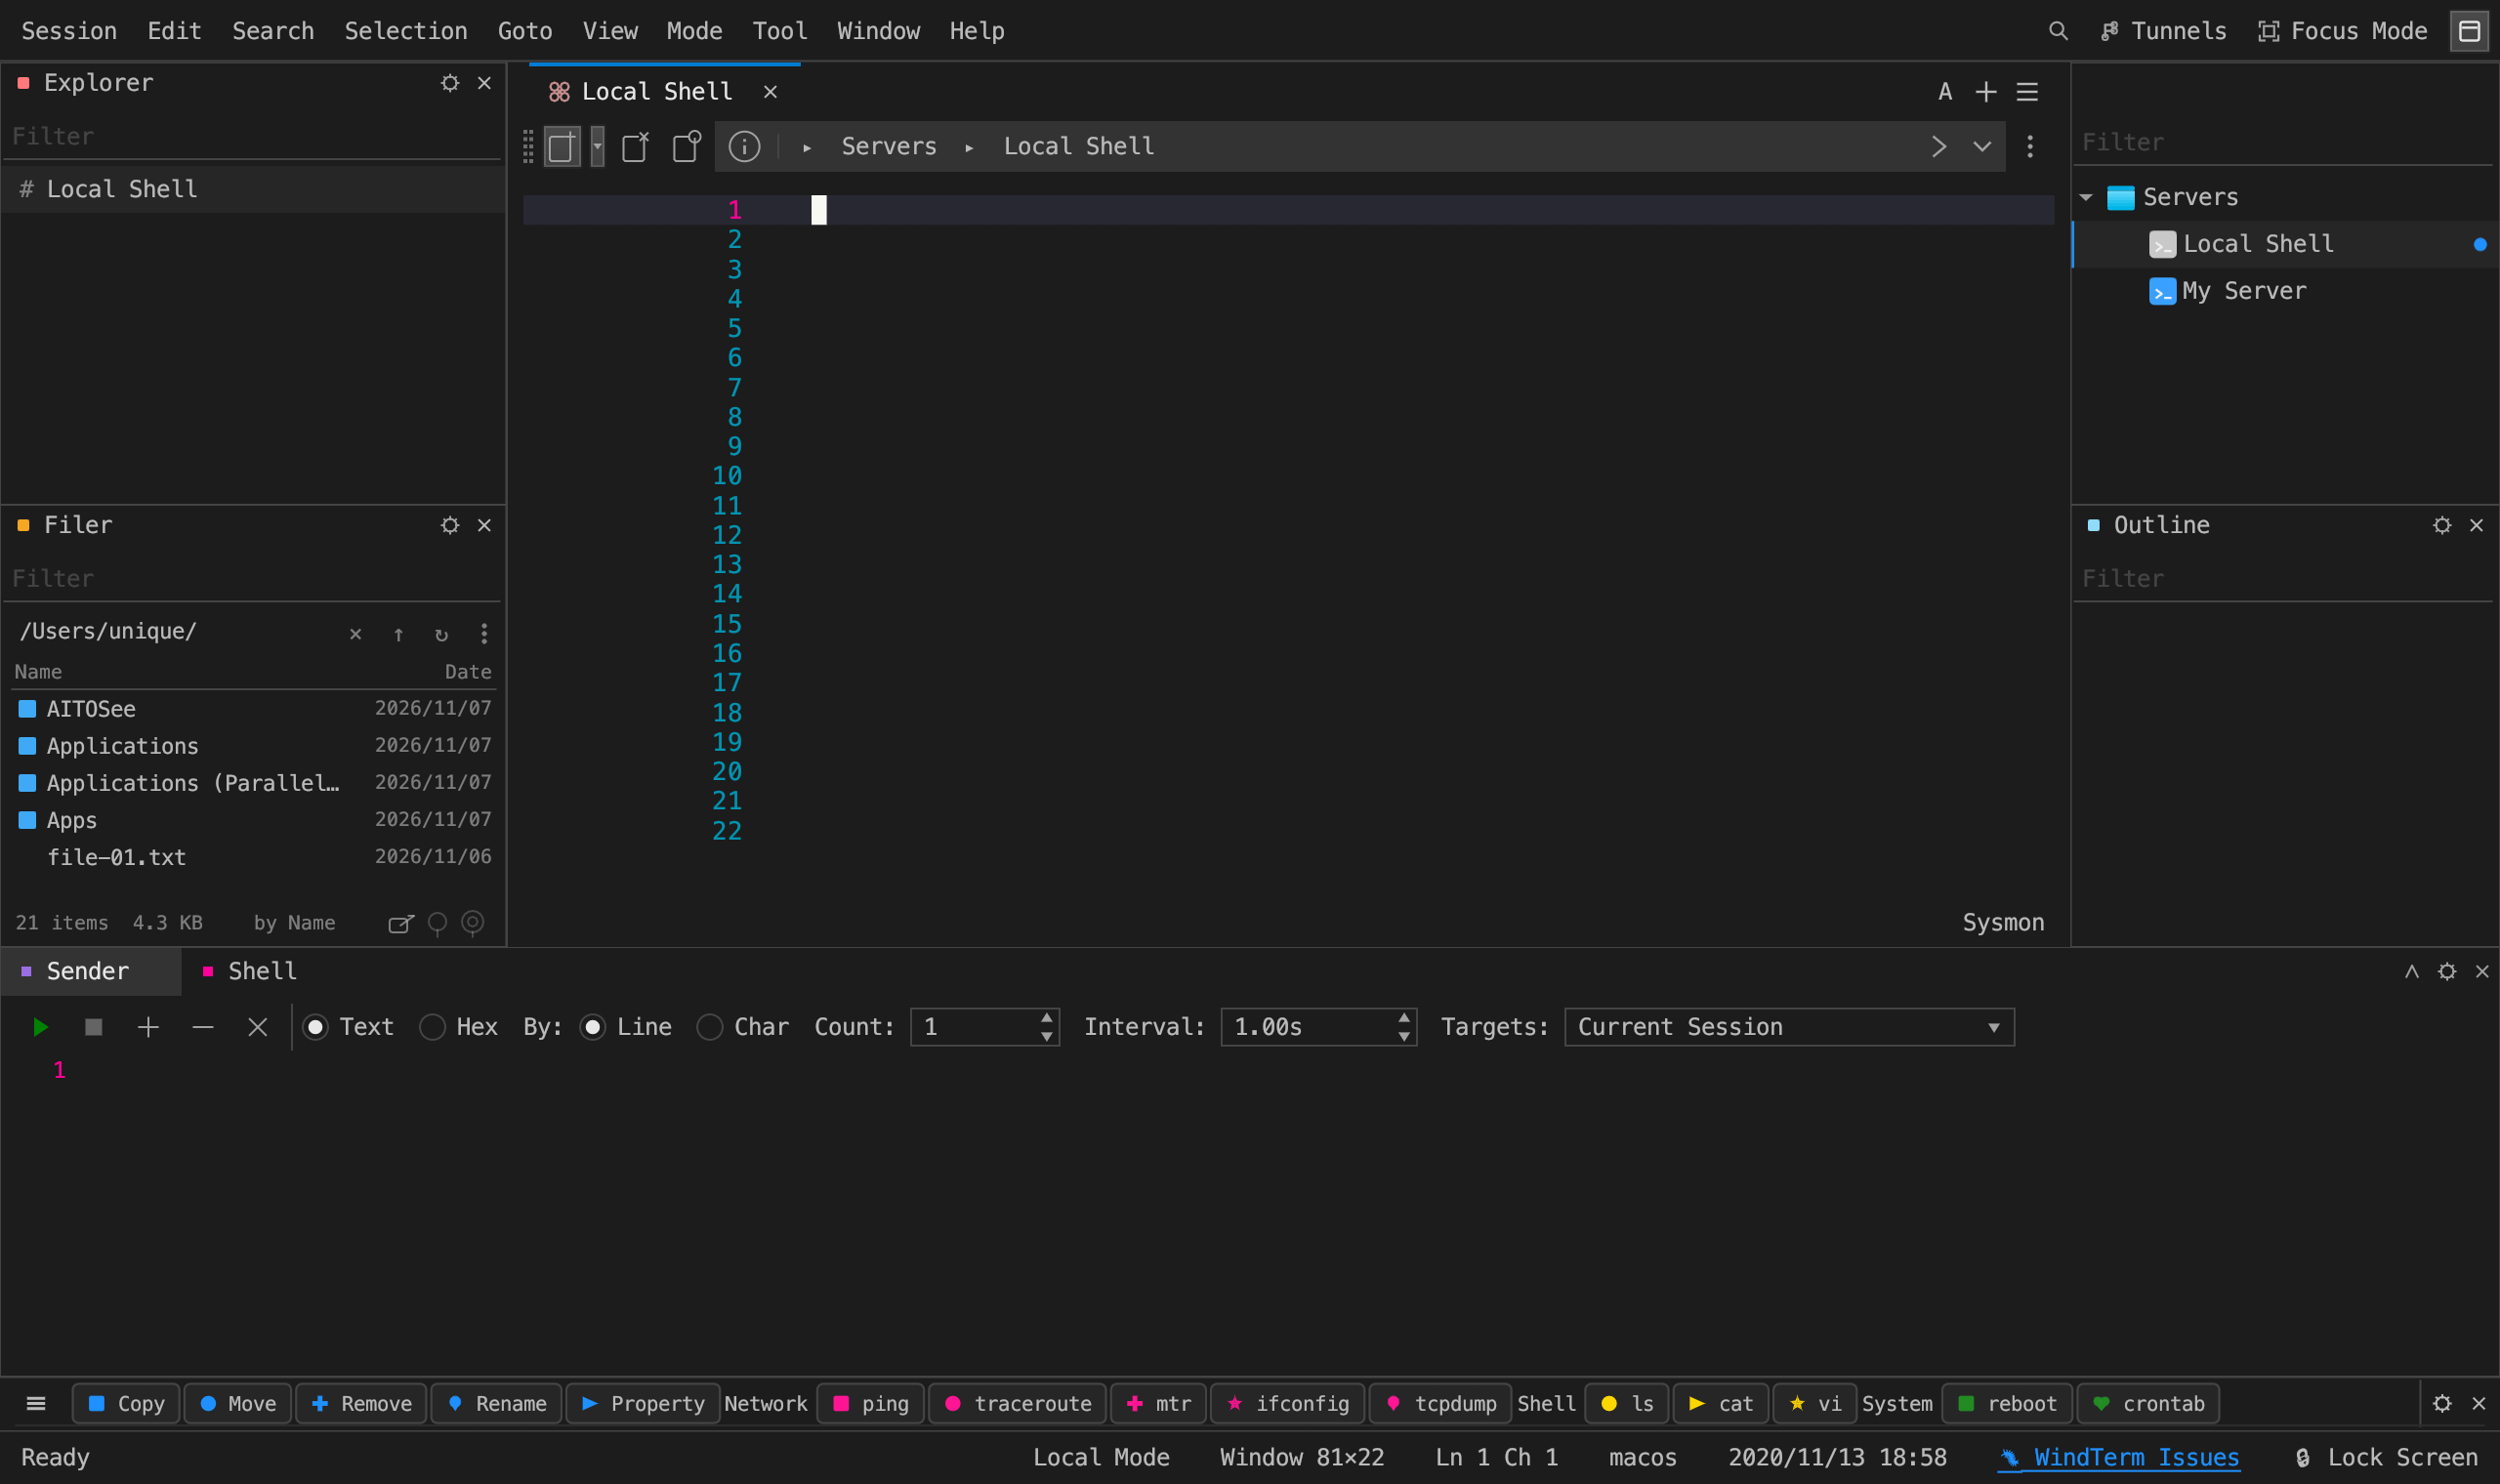 Session Edit Search Selection Goto View Mode Tool Window Help Tunnels Focus Mode
Explorer
Filter
# Local Shell
Filer
Filter
/Users/unique/
Name Date
AITOSee 2026/11/07
Applications 2026/11/07
Applications (Parallel… 2026/11/07
Apps 2026/11/07
file-01.txt 2026/11/06
21 items 4.3 KB by Name
Local Shell A
Servers Local Shell
1
2
3
4
5
6
7
8
9
10
11
12
13
14
15
16
17
18
19
20
21
22
Sysmon
Filter
Servers
Local Shell
My Server
Outline
Filter
Sender Shell
Text Hex By: Line Char Count: 1 Interval: 1.00s Targets: Current Session
1
Copy Move Remove Rename Property Network ping traceroute mtr ifconfig tcpdump Shell ls cat vi System reboot crontab
Ready Local Mode Window 81×22 Ln 1 Ch 1 macos 2020/11/13 18:58 WindTerm Issues Lock Screen